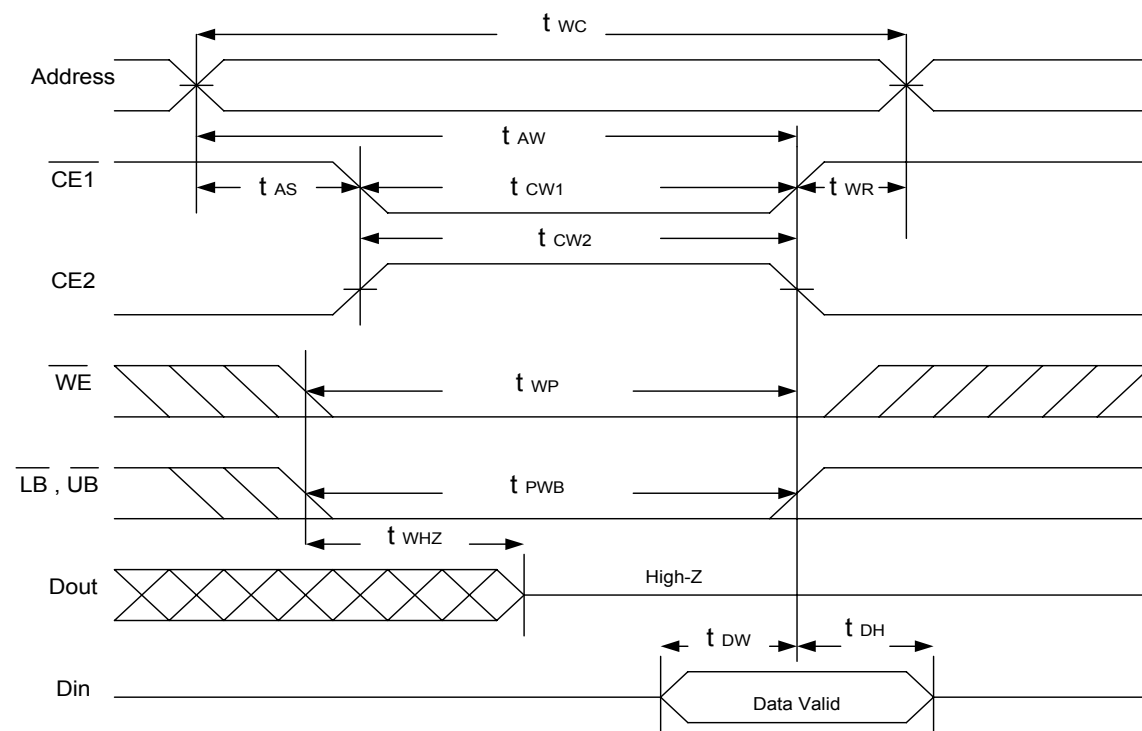 t WC
Address
t AW
CE1
t AS
t CW1
t WR
t CW2
CE2
WE
t WP
LB , UB
t PWB
t WHZ
Dout
High-Z
t DW
t DH
Din
Data Valid